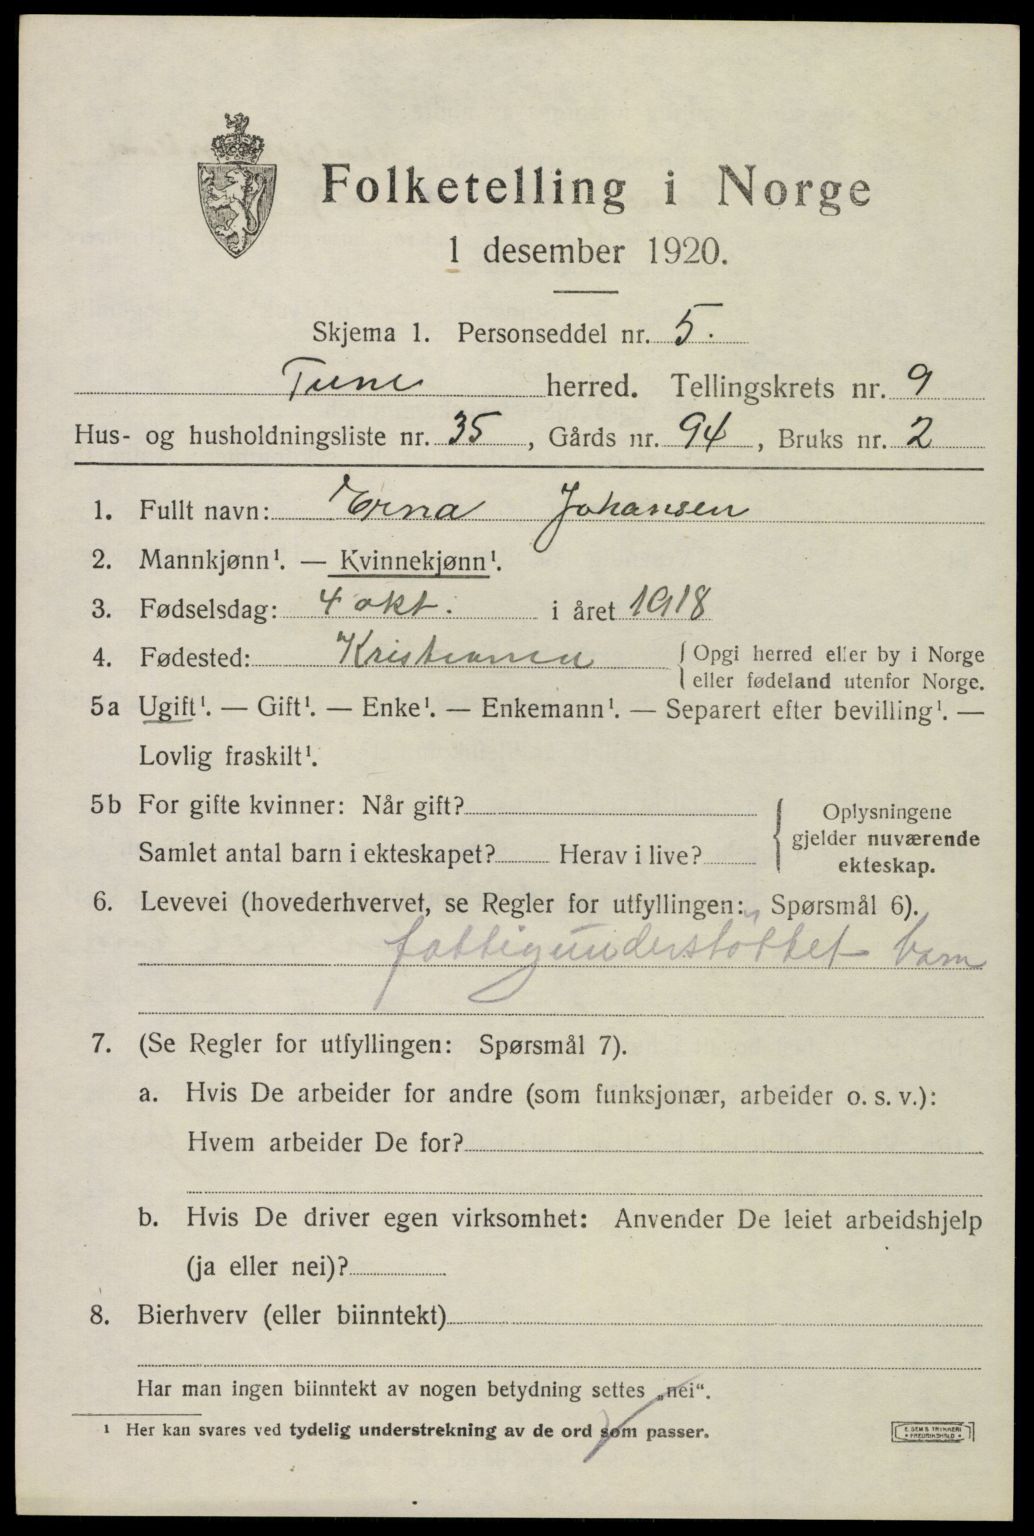 Folketelling i Norge
1 desember 1920.
Skjema 1. Personseddel nr. 5.
Tune herred. Tellingskrets nr. 9
Hus- og husholdningsliste nr. 35, Gårds nr. 94, Bruks nr. 2
1. Fullt navn: Erna Johansen
2. Mannkjønn¹. — Kvinnekjønn¹.
3. Fødselsdag: 4 okt. i året 1918
4. Fødested: Kristiania { Opgi herred eller by i Norge
eller fødeland utenfor Norge.
5a Ugift¹. — Gift¹. — Enke¹. — Enkemann¹. — Separert efter bevilling¹. —
Lovlig fraskilt¹.
5b For gifte kvinner: Når gift?
Samlet antal barn i ekteskapet? Herav i live?
{ Oplysningene
gjelder nuværende
ekteskap.
6. Levevei (hovederhvervet, se Regler for utfyllingen: Spørsmål 6).
fattigunderstøttet barn
7. (Se Regler for utfyllingen: Spørsmål 7).
a. Hvis De arbeider for andre (som funksjonær, arbeider o. s. v.):
Hvem arbeider De for?
b. Hvis De driver egen virksomhet: Anvender De leiet arbeidshjelp
(ja eller nei)?
8. Bierhverv (eller biinntekt)
Har man ingen biinntekt av nogen betydning settes „nei“.
¹ Her kan svares ved tydelig understrekning av de ord som passer.
E. SEM'S TRYKKERI
• FREDRIKSHALD •